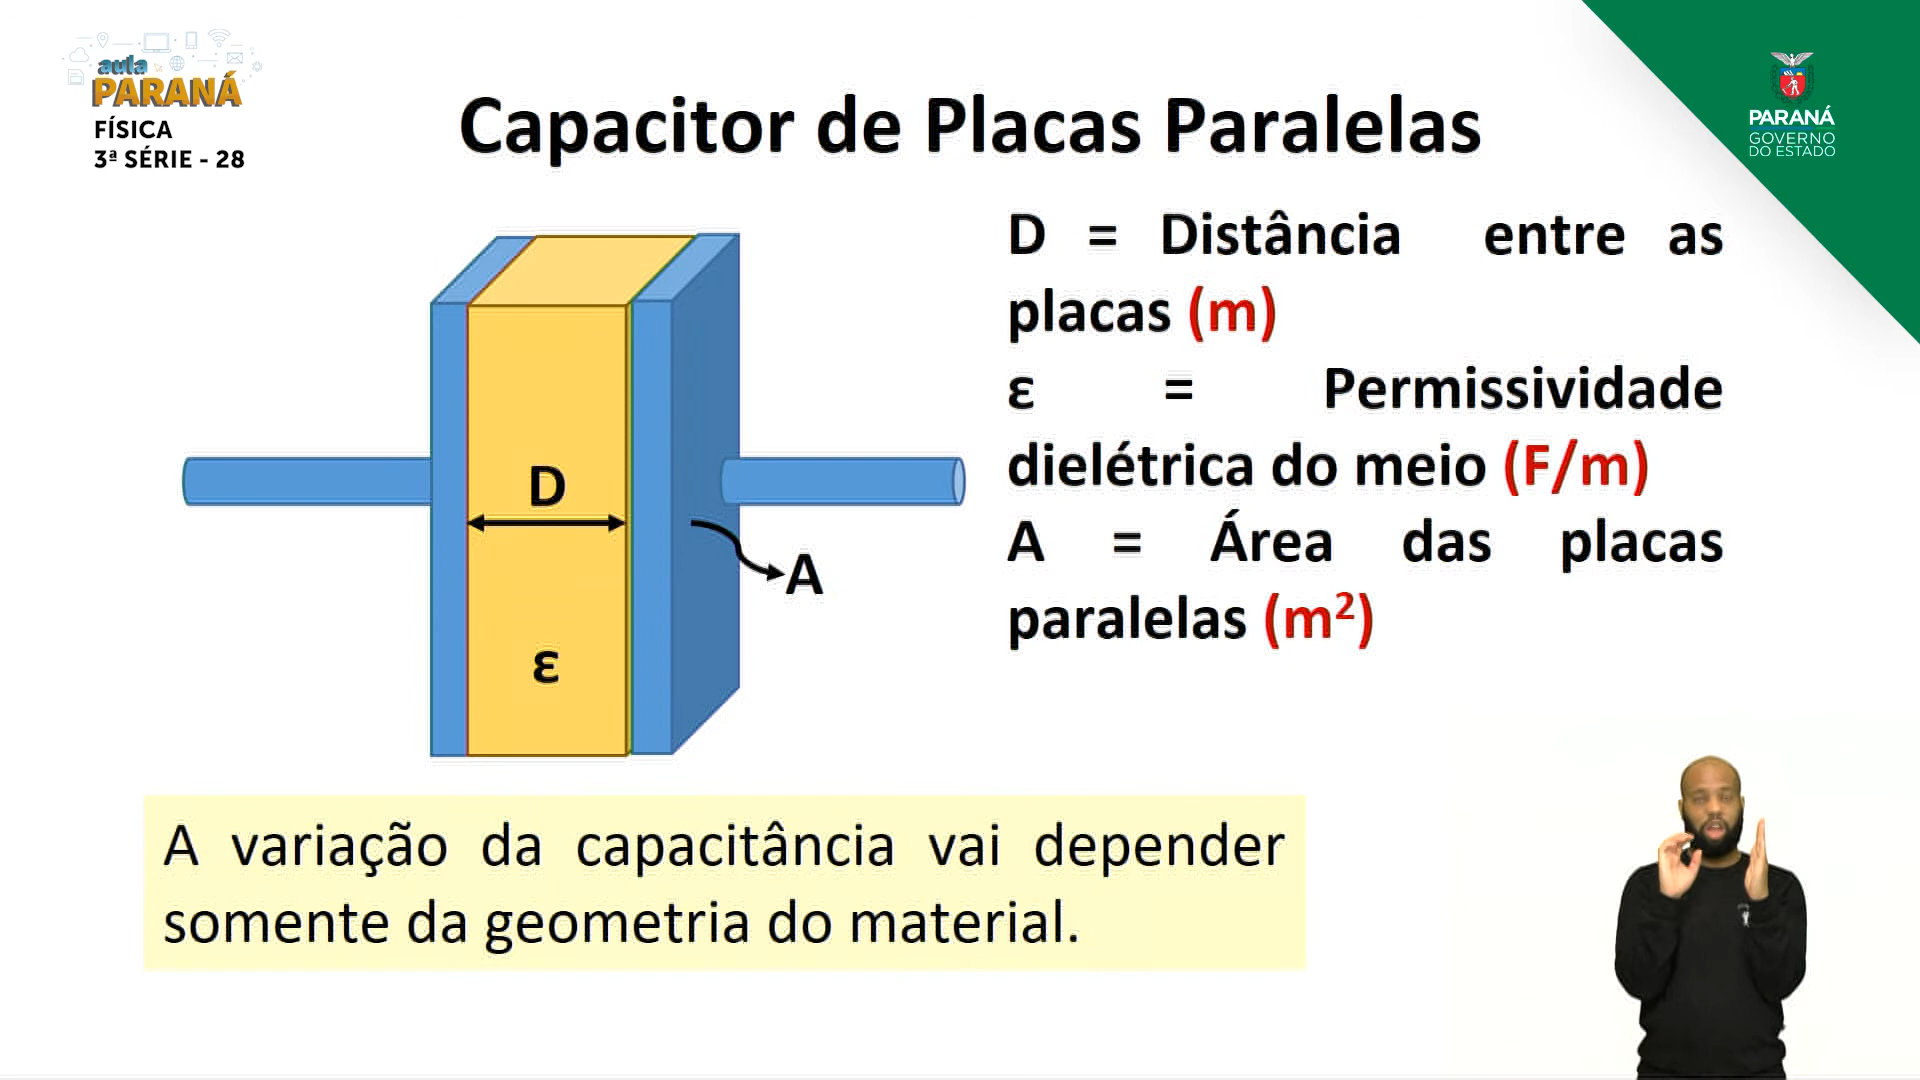 aula
PARANÁ
FÍSICA
3ª SÉRIE - 28
PARANÁ
GOVERNO
DO ESTADO
Capacitor de Placas Paralelas
D
A
ε
D = Distância entre as
placas (m)
ε = Permissividade
dielétrica do meio (F/m)
A = Área das placas
paralelas (m²)
A variação da capacitância vai depender
somente da geometria do material.